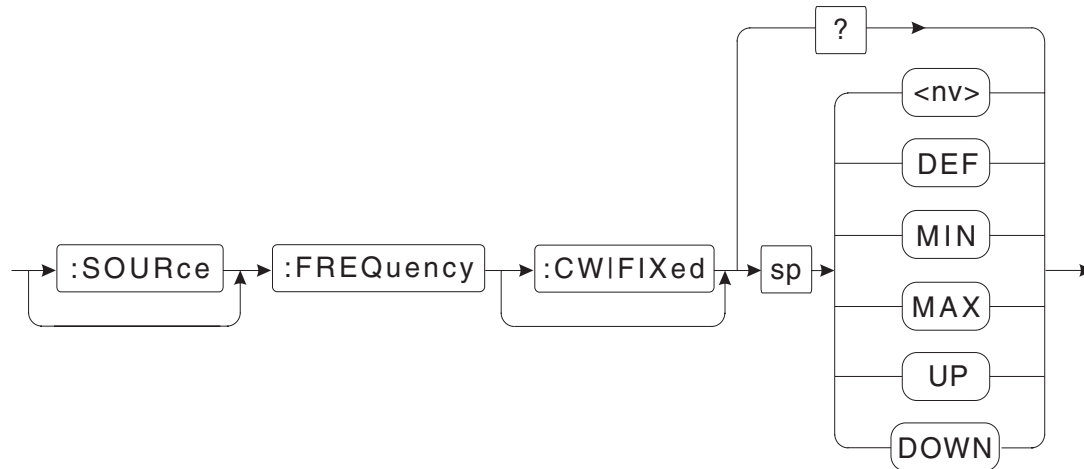 ?
<nv>
DEF
MIN
:SOURce :FREQuency :CW|FIXed sp
MAX
UP
DOWN